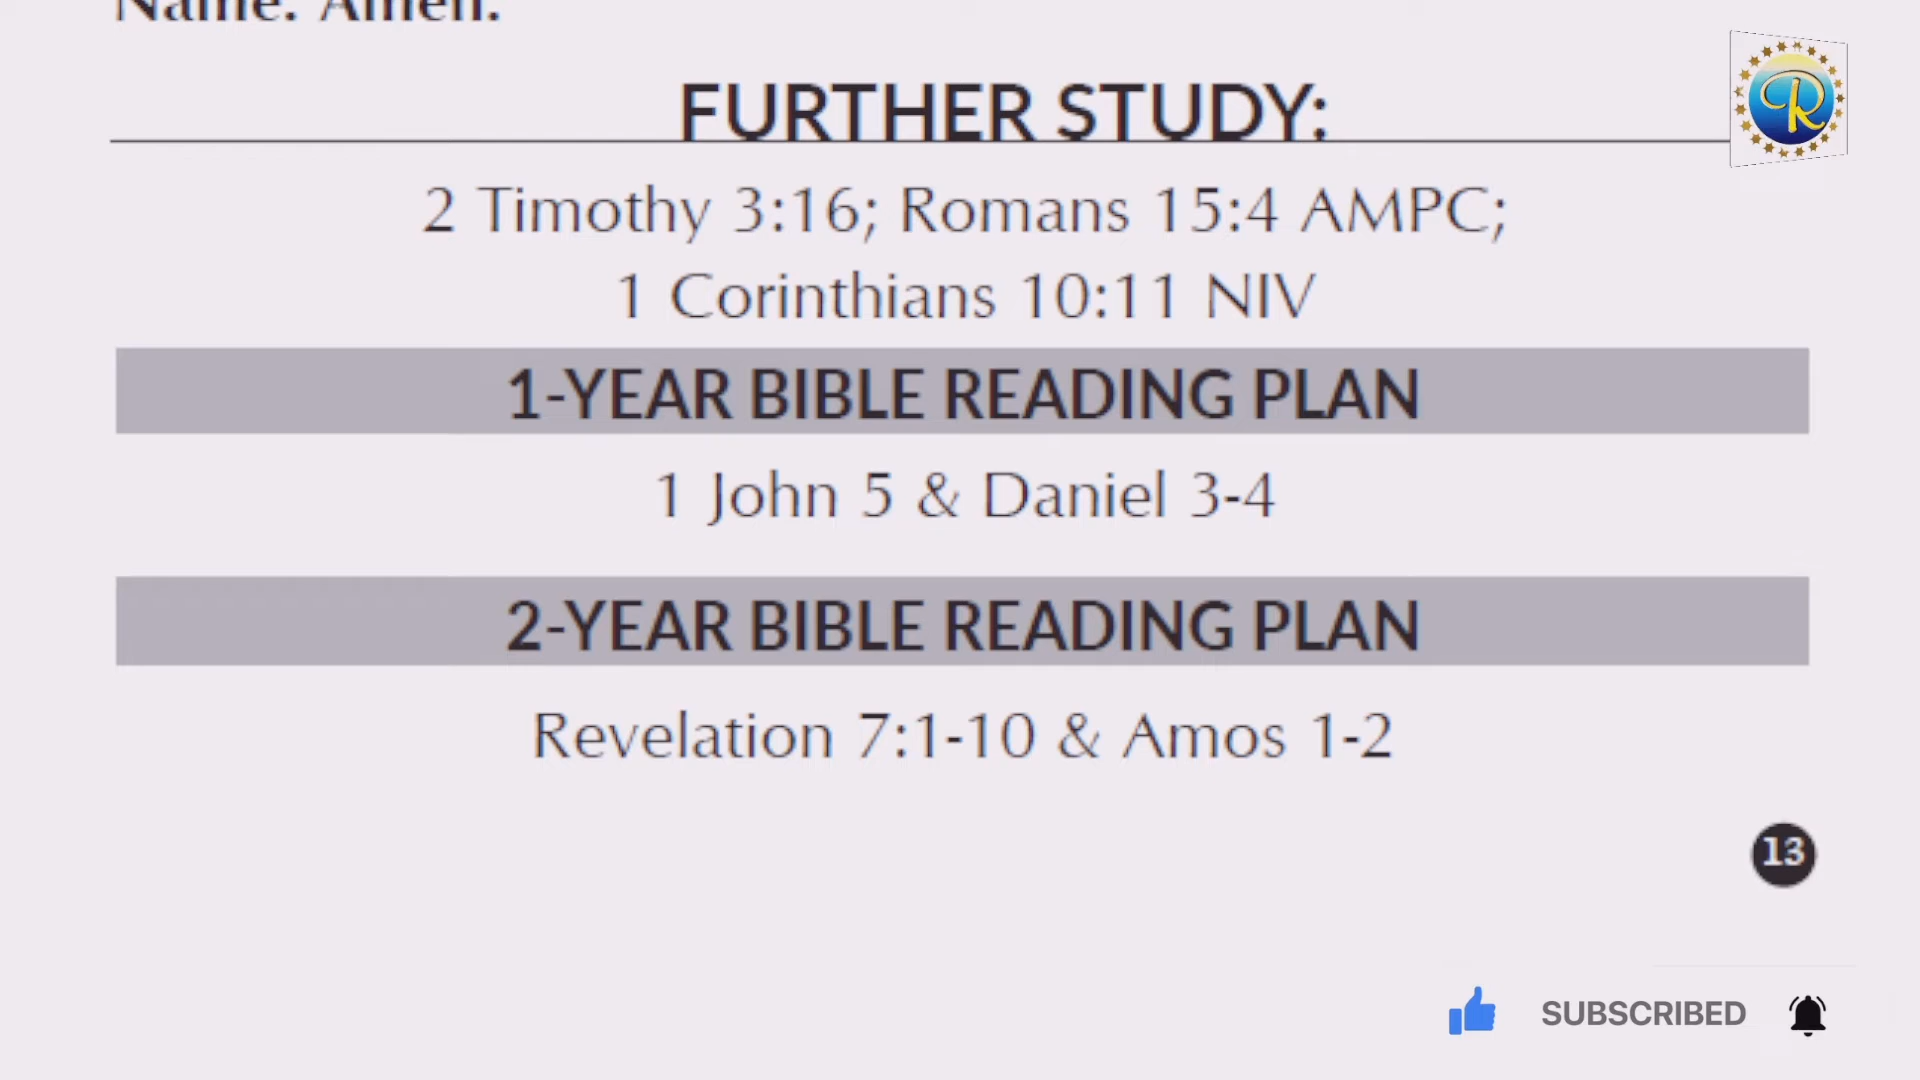 Name. Amen.
FURTHER STUDY:
R
2 Timothy 3:16; Romans 15:4 AMPC;
1 Corinthians 10:11 NIV
1-YEAR BIBLE READING PLAN
1 John 5 & Daniel 3-4
2-YEAR BIBLE READING PLAN
Revelation 7:1-10 & Amos 1-2
13
SUBSCRIBED